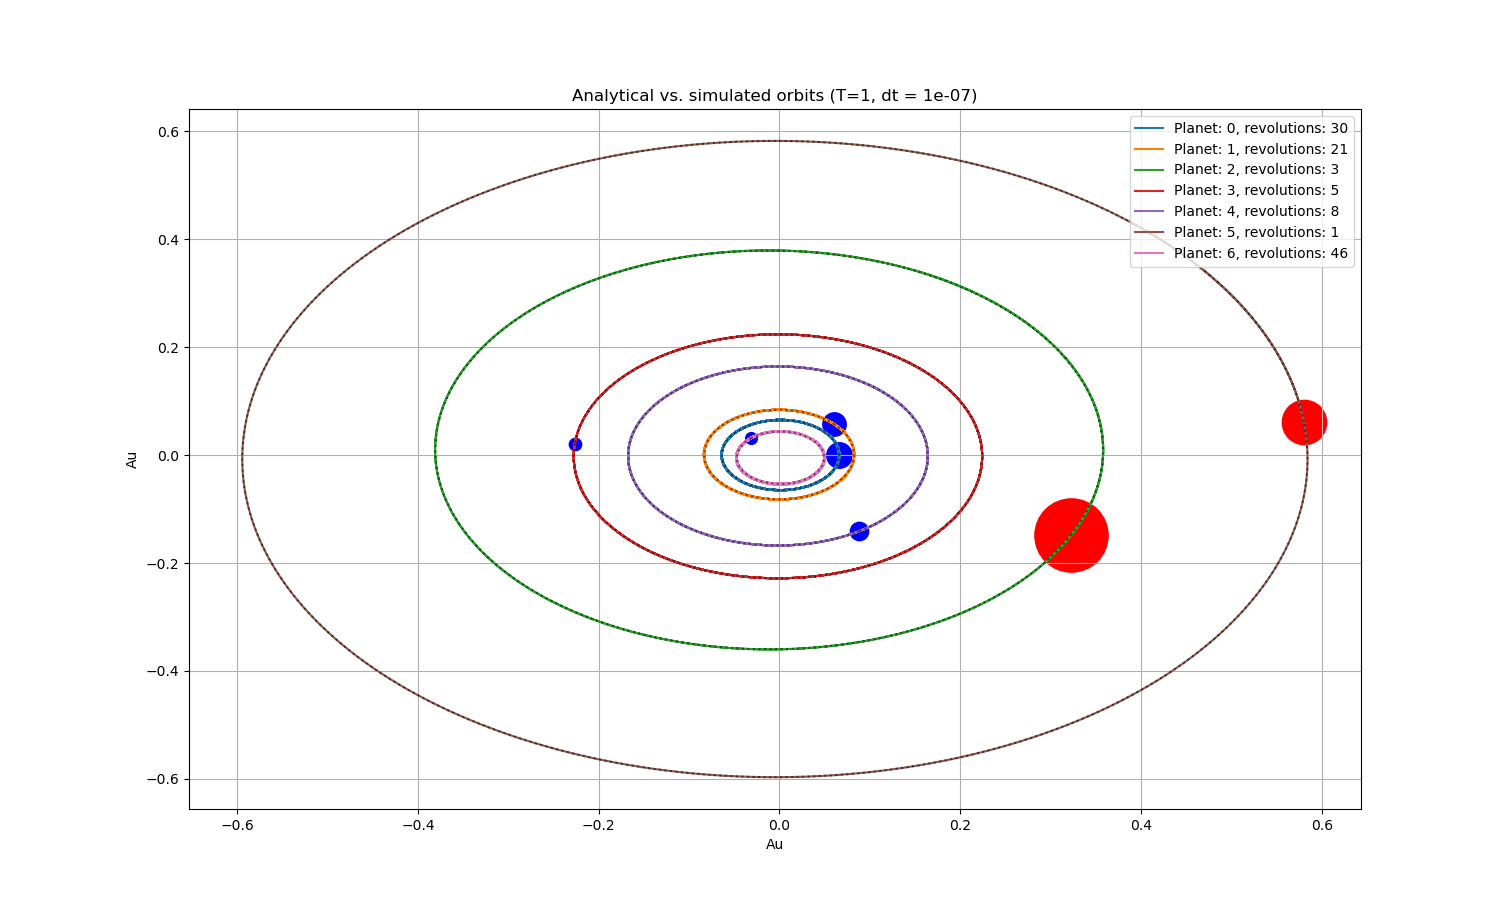 Analytical vs. simulated orbits (T=1, dt = 1e-07)
Planet: 0, revolutions: 30
Planet: 1, revolutions: 21
Planet: 2, revolutions: 3
Planet: 3, revolutions: 5
Planet: 4, revolutions: 8
Planet: 5, revolutions: 1
Planet: 6, revolutions: 46
Au
0.6
0.4
0.2
0.0
−0.2
−0.4
−0.6
−0.6 −0.4 −0.2 0.0 0.2 0.4 0.6
Au